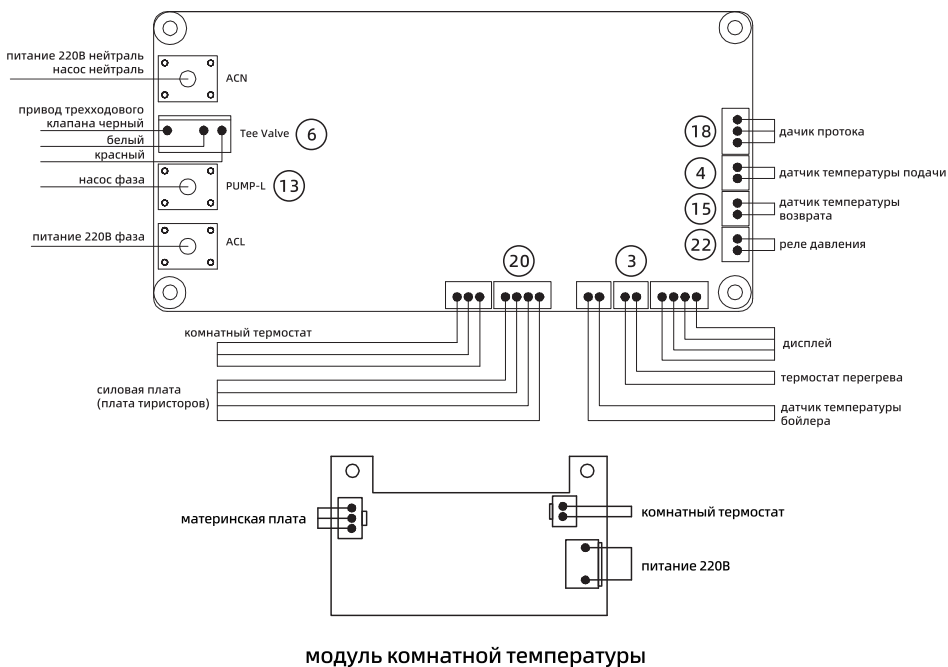 питание 220В нейтраль
насос нейтраль
ACN
привод трехходового
клапана черный
белый
красный
Tee Valve
6
насос фаза
PUMP-L
13
питание 220В фаза
ACL
18
дачик протока
4
датчик температуры подачи
15
датчик температуры
возврата
22
реле давления
20
3
комнатный термостат
силовая плата
(плата тиристоров)
дисплей
термостат перегрева
датчик температуры
бойлера
материнская плата
комнатный термостат
питание 220В
модуль комнатной температуры